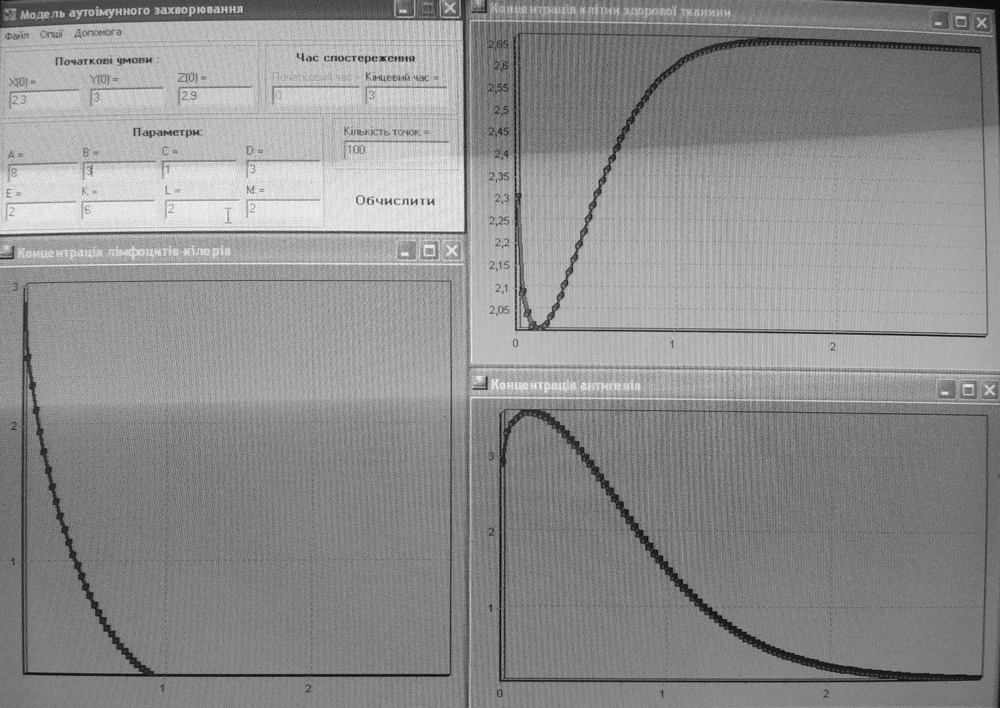 Модель аутоімунного захворювання
Файл Опції Допомога
Початкові умови :
X(0) = Y(0) = Z(0) =
2,3 3 2,9
Час спостереження
Початковий час = Кінцевий час =
0 3
Параметри:
A = B = C = D =
8 3 1 3
E = K = L = M =
2 6 2 2
Кількість точок =
100
Обчислити
Концентрація клітин здорової тканини
2,65
2,6
2,55
2,5
2,45
2,4
2,35
2,3
2,25
2,2
2,15
2,1
2,05
0 1 2
Концентрація лімфоцитів-кілерів
3
2
1
1 2
Концентрація антигенів
3
2
1
0 1 2